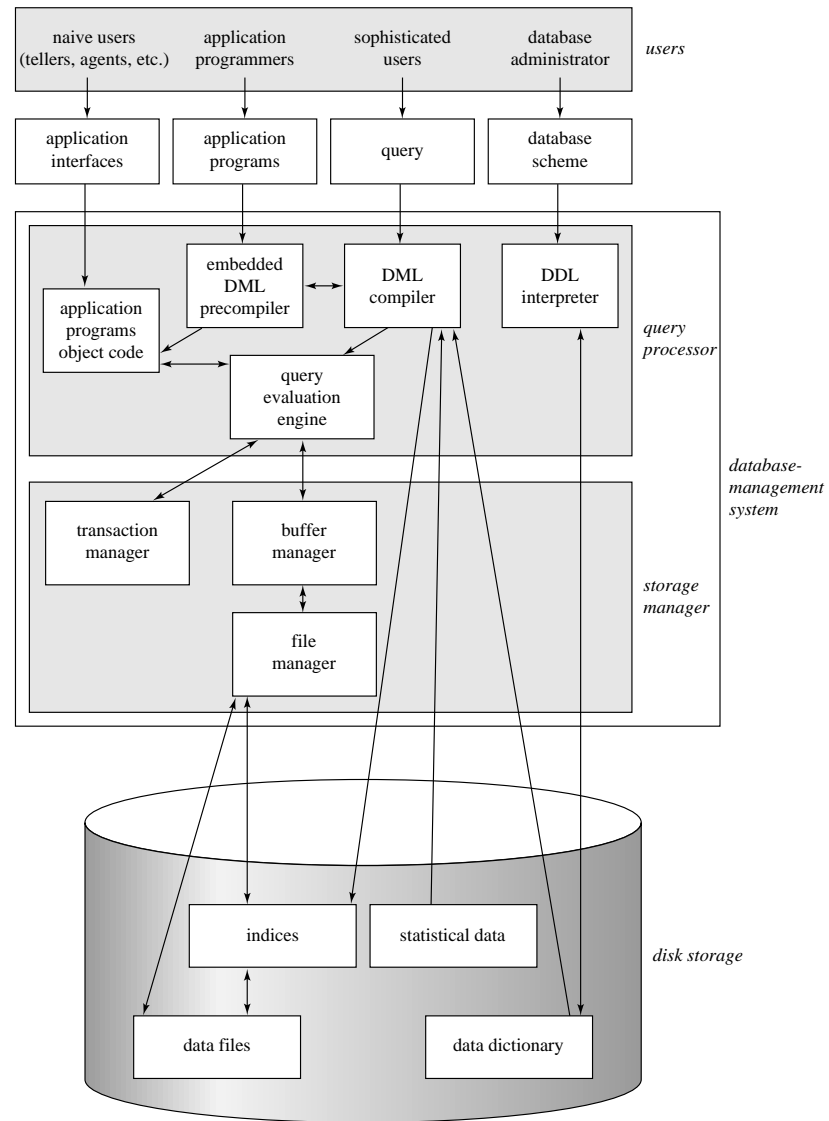 naive users
(tellers, agents, etc.)
application
programmers
sophisticated
users
database
administrator
users
application
interfaces
application
programs
query
database
scheme
embedded
DML
precompiler
DML
compiler
DDL
interpreter
application
programs
object code
query
evaluation
engine
query
processor
database-
management
system
transaction
manager
buffer
manager
file
manager
storage
manager
indices
statistical data
disk storage
data files
data dictionary